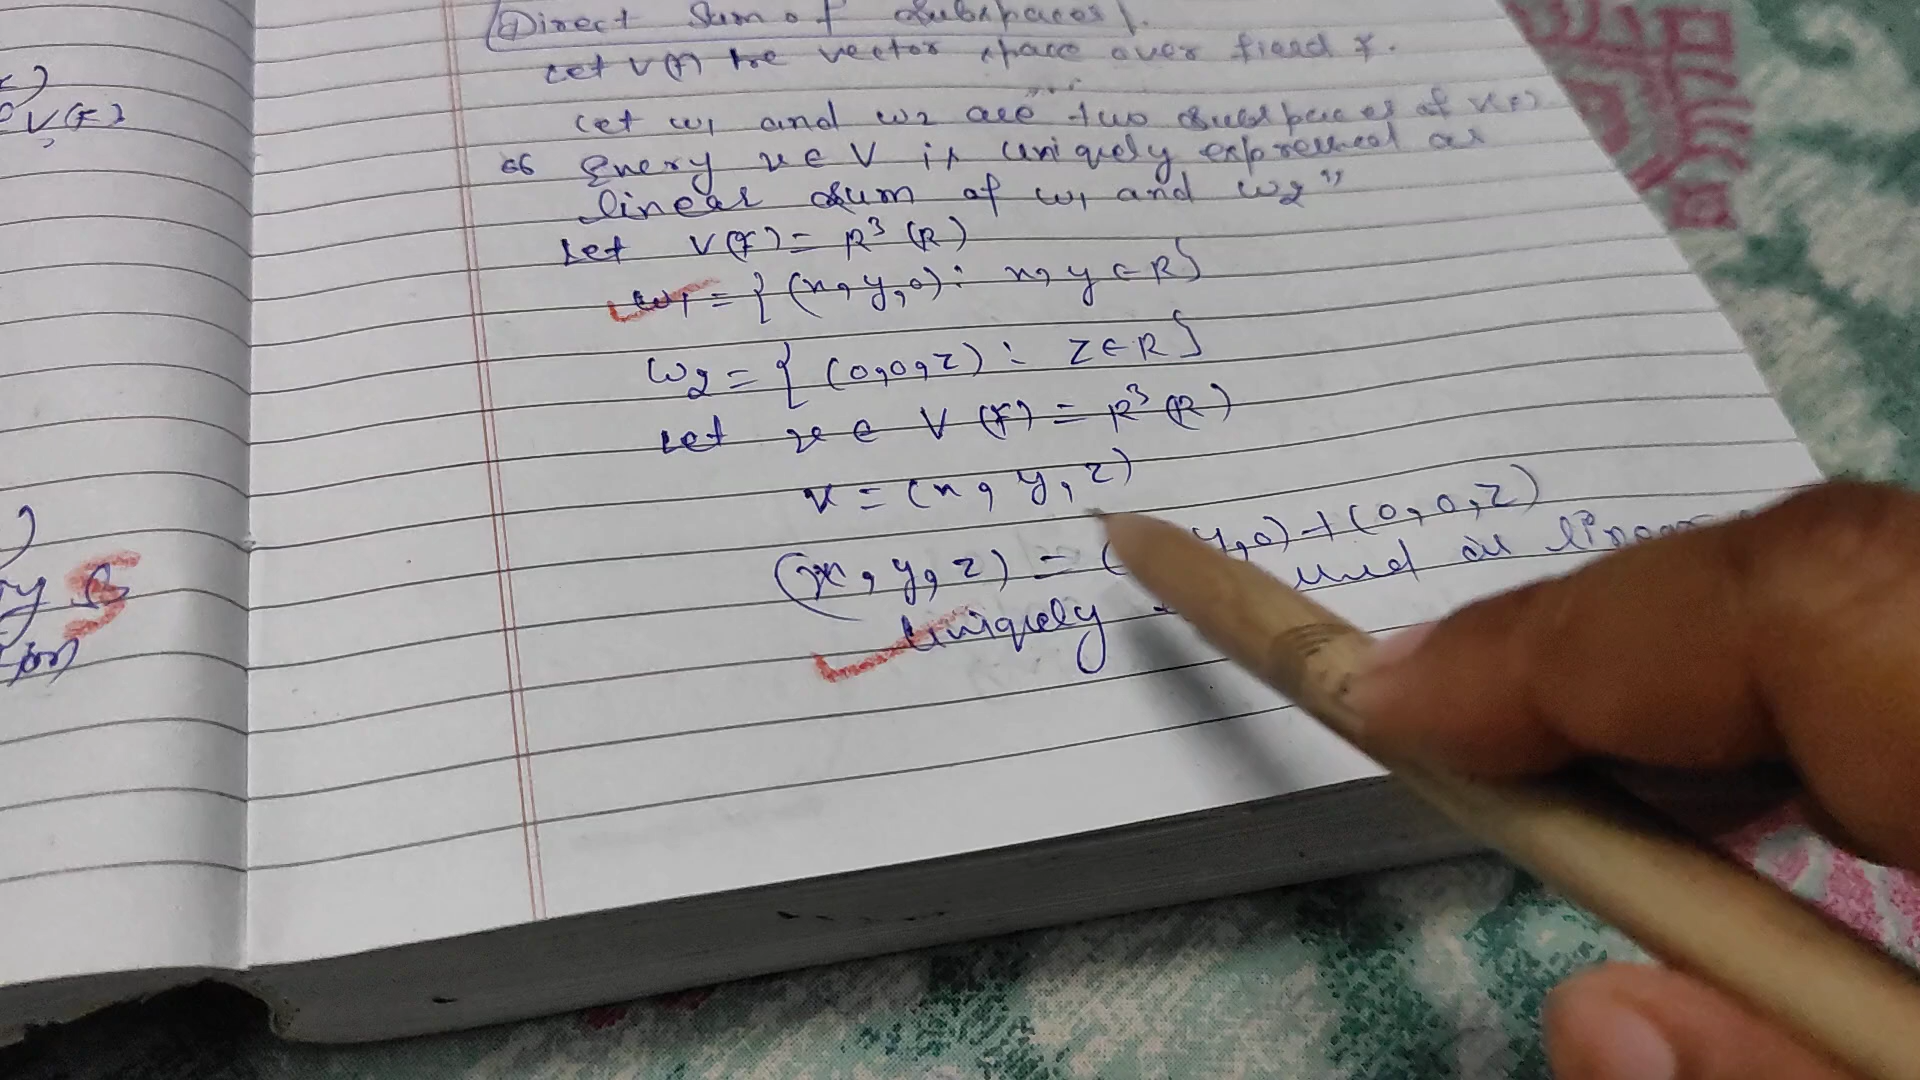 V(F)
Direct Sum of Subspaces
Let V(F) be vector space over field F.
Let W1 and W2 are two subspaces of V(F)
"Every v ∈ V is uniquely expressed as
linear sum of W1 and W2"
Let V(F) = R³(R)
W1 = {(x, y, 0) : x, y ∈ R}
W2 = {(0, 0, z) : z ∈ R}
Let v ∈ V(F) = R³(R)
v = (x, y, z)
(x, y, z) = ( y, 0) + (0, 0, z)
Uniquely as linear